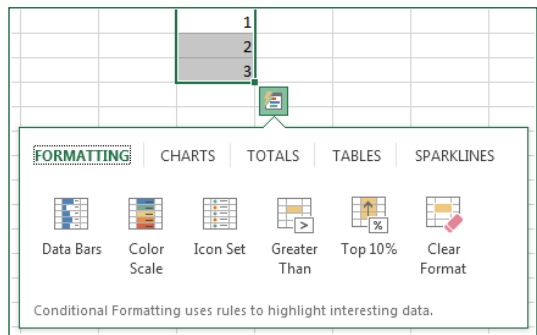 1
2
3
FORMATTING CHARTS TOTALS TABLES SPARKLINES
Data Bars Color Scale Icon Set Greater Than Top 10% Clear Format
Conditional Formatting uses rules to highlight interesting data.